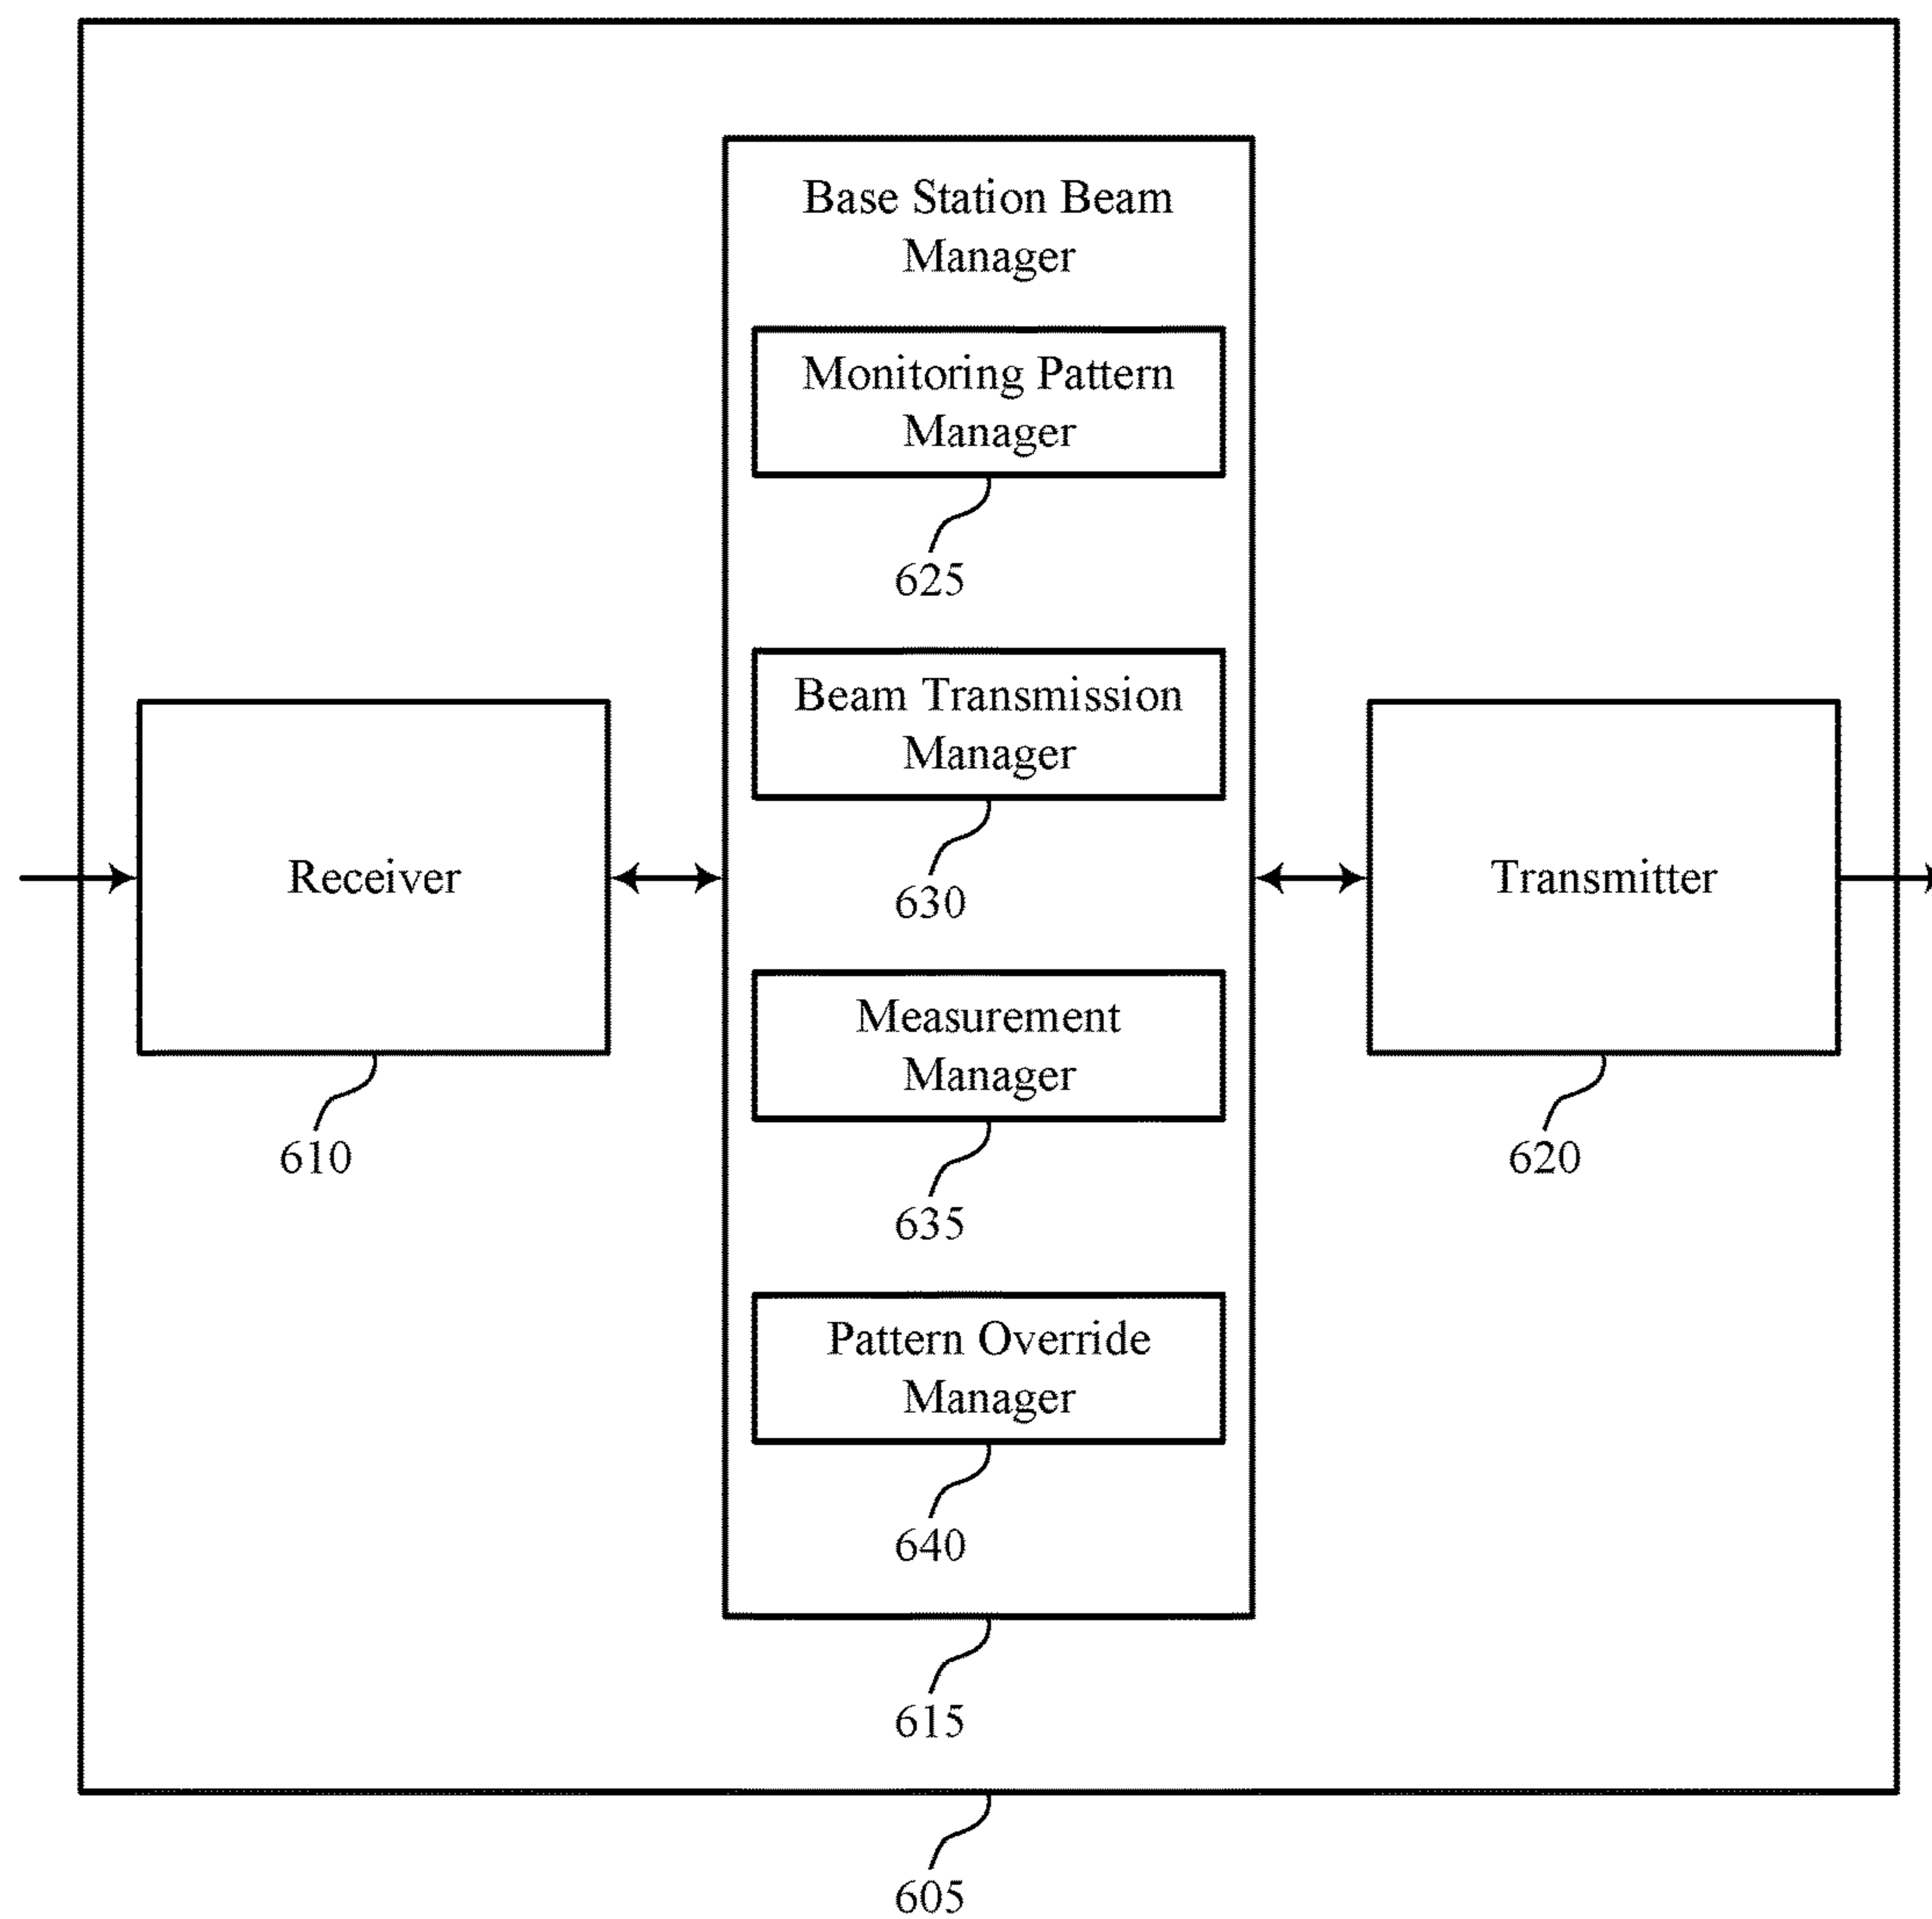 Base Station Beam
Manager
Monitoring Pattern
Manager
625
Beam Transmission
Manager
630
Receiver
610
Transmitter
620
Measurement
Manager
635
Pattern Override
Manager
640
615
605